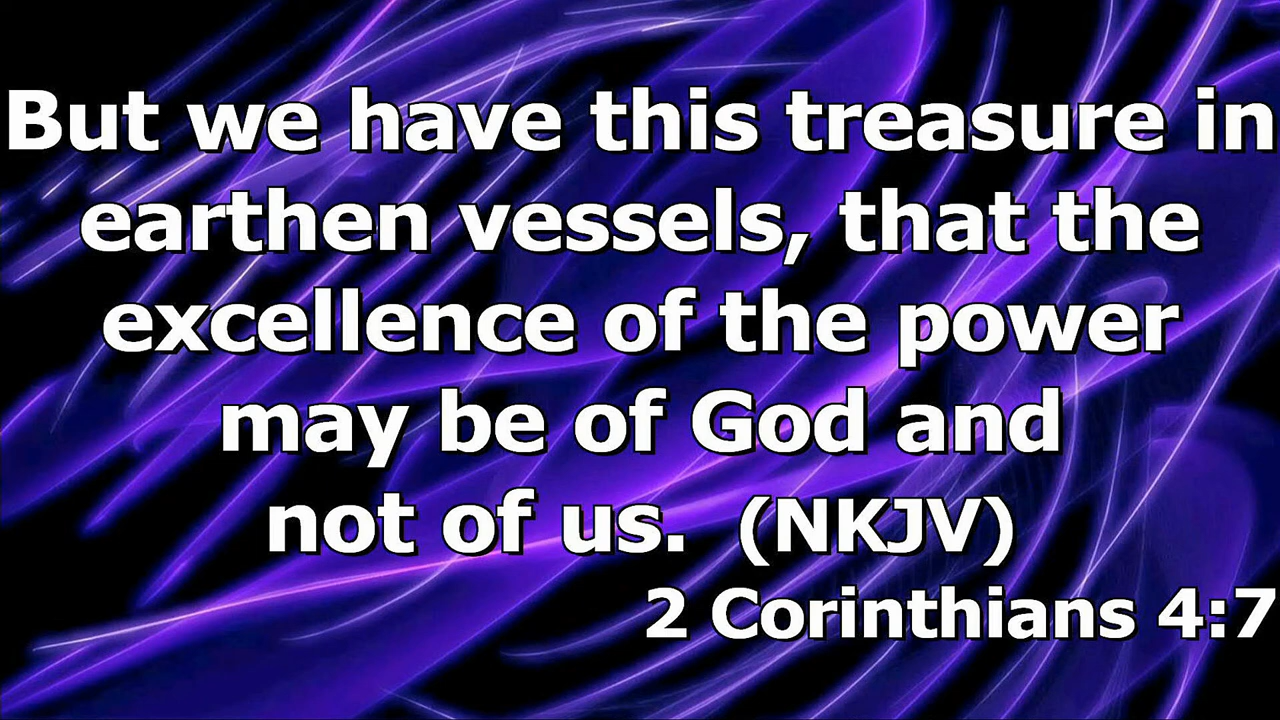 But we have this treasure in
earthen vessels, that the
excellence of the power
may be of God and
not of us. (NKJV)
2 Corinthians 4:7